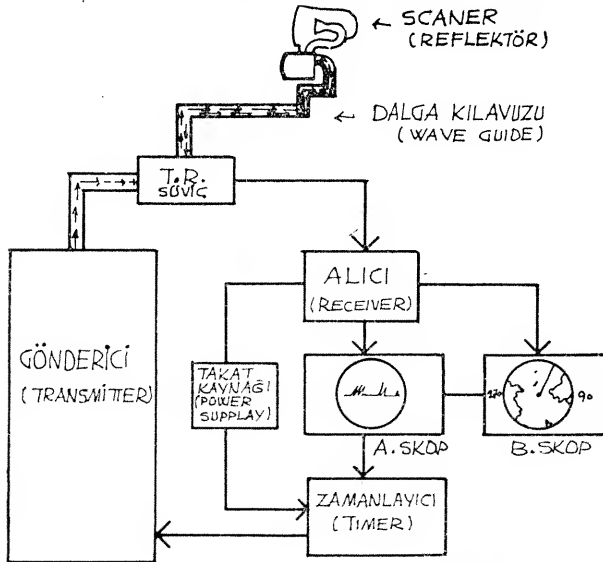 SCANER
(REFLEKTÖR)
DALGA KILAVUZU
(WAVE GUIDE)
T.R.
SÜVİÇ
ALICI
(RECEIVER)
GÖNDERİCİ
(TRANSMITTER)
TAKAT
KAYNAĞI
(POWER
SUPPLAY)
270
90
A.SKOP
B.SKOP
ZAMANLAYICI
(TIMER)